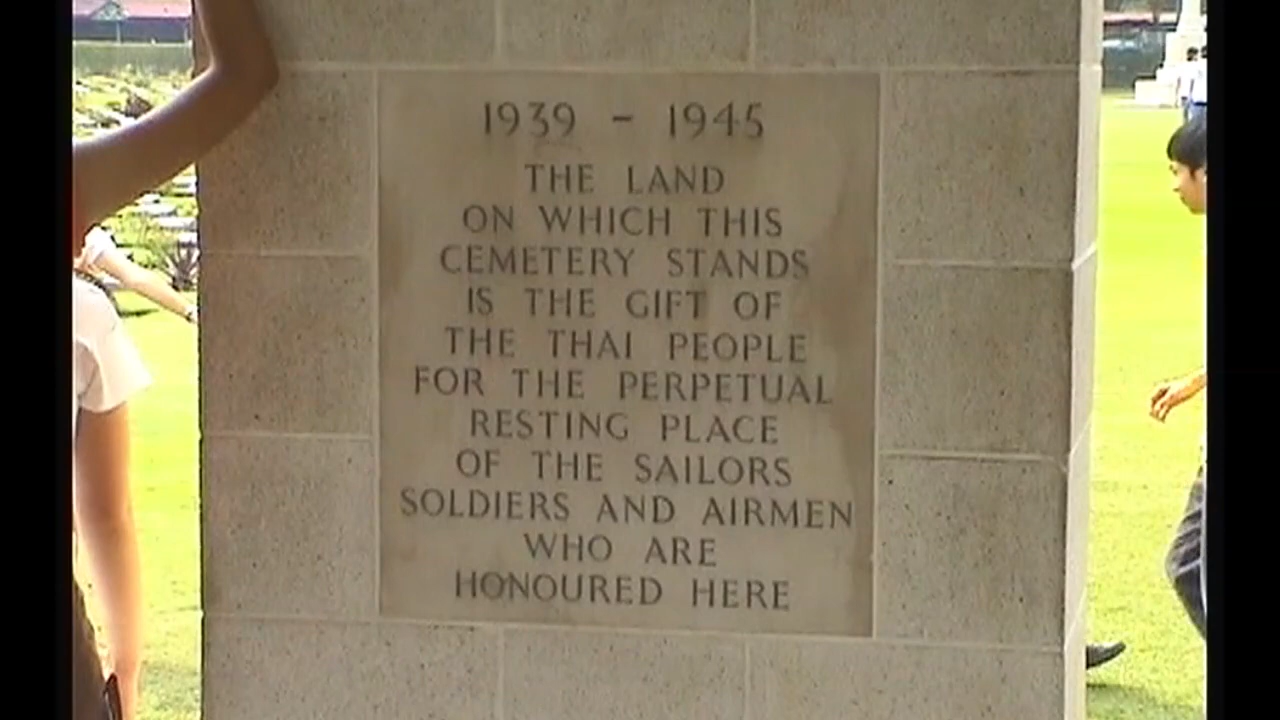 1939 - 1945
THE LAND
ON WHICH THIS
CEMETERY STANDS
IS THE GIFT OF
THE THAI PEOPLE
FOR THE PERPETUAL
RESTING PLACE
OF THE SAILORS
SOLDIERS AND AIRMEN
WHO ARE
HONOURED HERE